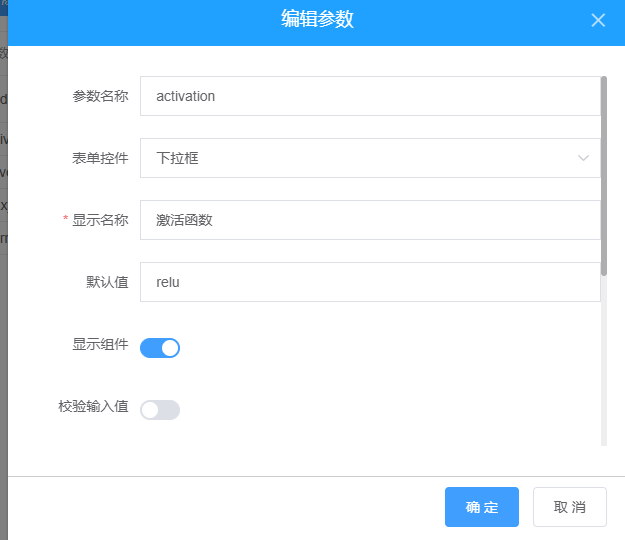 编辑参数
参数名称 activation
表单控件 下拉框
* 显示名称 激活函数
默认值 relu
显示组件
校验输入值
确定 取消